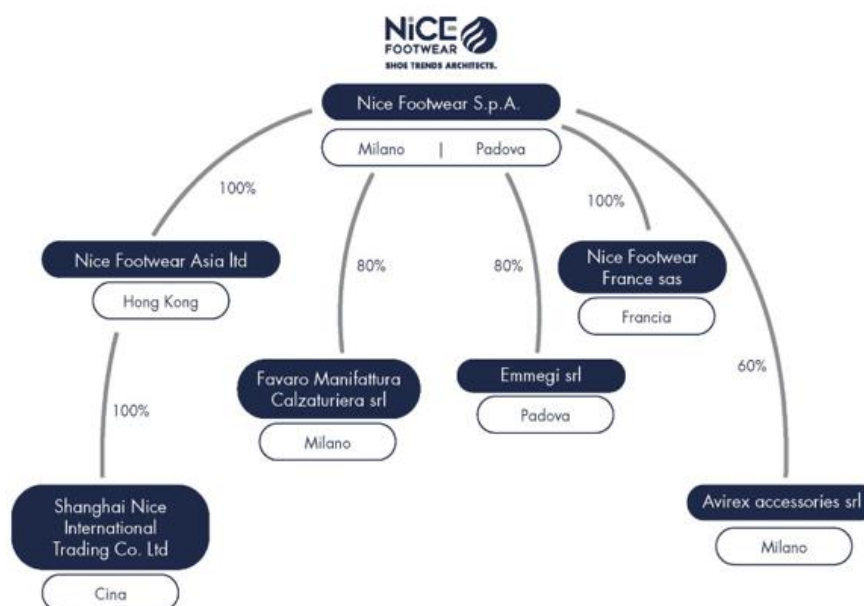 NiCE
FOOTWEAR
SHOE TRENDS ARCHITECTS.
Nice Footwear S.p.A.
Milano | Padova
100%
100%
Nice Footwear Asia ltd
Hong Kong
80%
80%
Nice Footwear
France sas
Francia
Favaro Manifattura
Calzaturiera srl
Milano
Emmegi srl
Padova
60%
100%
Shanghai Nice
International
Trading Co. Ltd
Cina
Avirex accessories srl
Milano